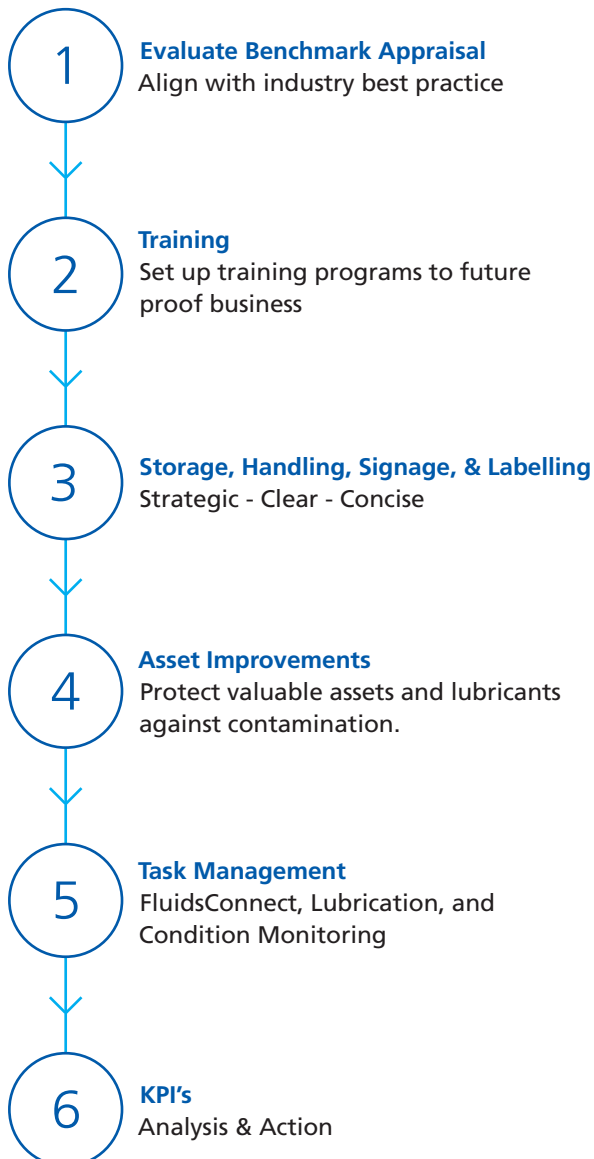 1
Evaluate Benchmark Appraisal
Align with industry best practice
2
Training
Set up training programs to future
proof business
3
Storage, Handling, Signage, & Labelling
Strategic - Clear - Concise
4
Asset Improvements
Protect valuable assets and lubricants
against contamination.
5
Task Management
FluidsConnect, Lubrication, and
Condition Monitoring
6
KPI's
Analysis & Action